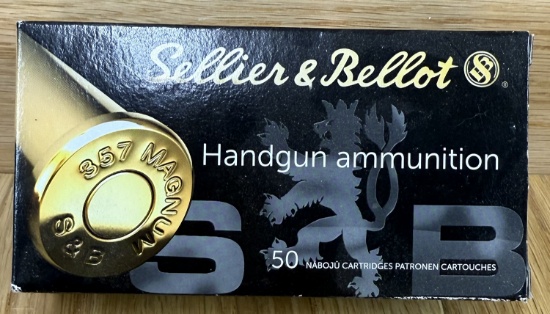 Sellier & Bellot
S
B
®
Handgun ammunition
357 MAGNUM
S & B
S B
50 NÁBOJŮ CARTRIDGES PATRONEN CARTOUCHES